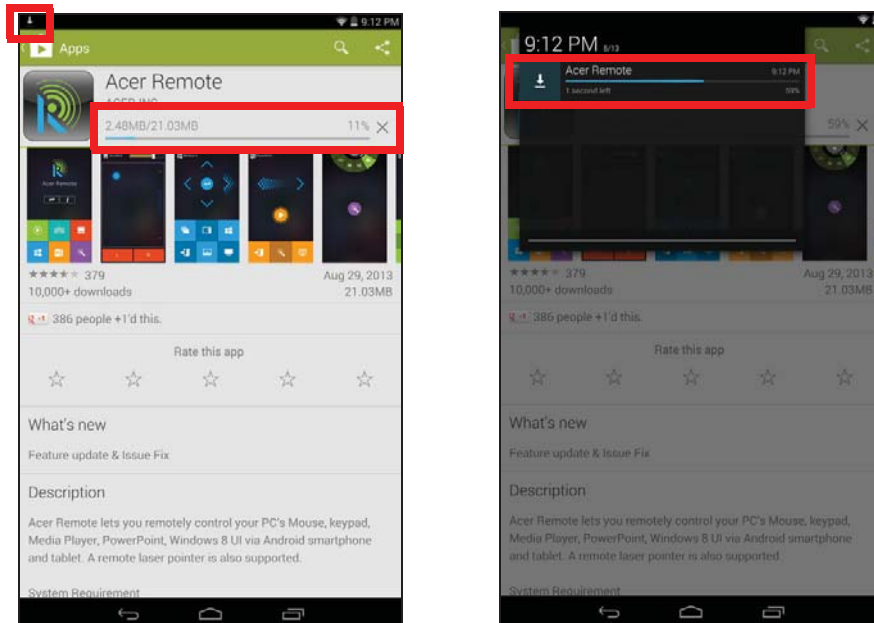 9:12 PM
Apps
Acer Remote
ACER INC.
2.48MB/21.03MB 11%
Acer Remote
379 Aug 29, 2013
10,000+ downloads 21.03MB
+1 386 people +1'd this.
Rate this app
What's new
Feature update & Issue Fix
Description
Acer Remote lets you remotely control your PC's Mouse, keypad,
Media Player, PowerPoint, Windows 8 UI via Android smartphone
and tablet. A remote laser pointer is also supported.
System Requirement
9:12 PM 8/13
Acer Remote 9:12 PM
1 second left 59%
59%
379 Aug 29, 2013
10,000+ downloads 21.03MB
+1 386 people +1'd this.
Rate this app
What's new
Feature update & Issue Fix
Description
Acer Remote lets you remotely control your PC's Mouse, keypad,
Media Player, PowerPoint, Windows 8 UI via Android smartphone
and tablet. A remote laser pointer is also supported.
System Requirement